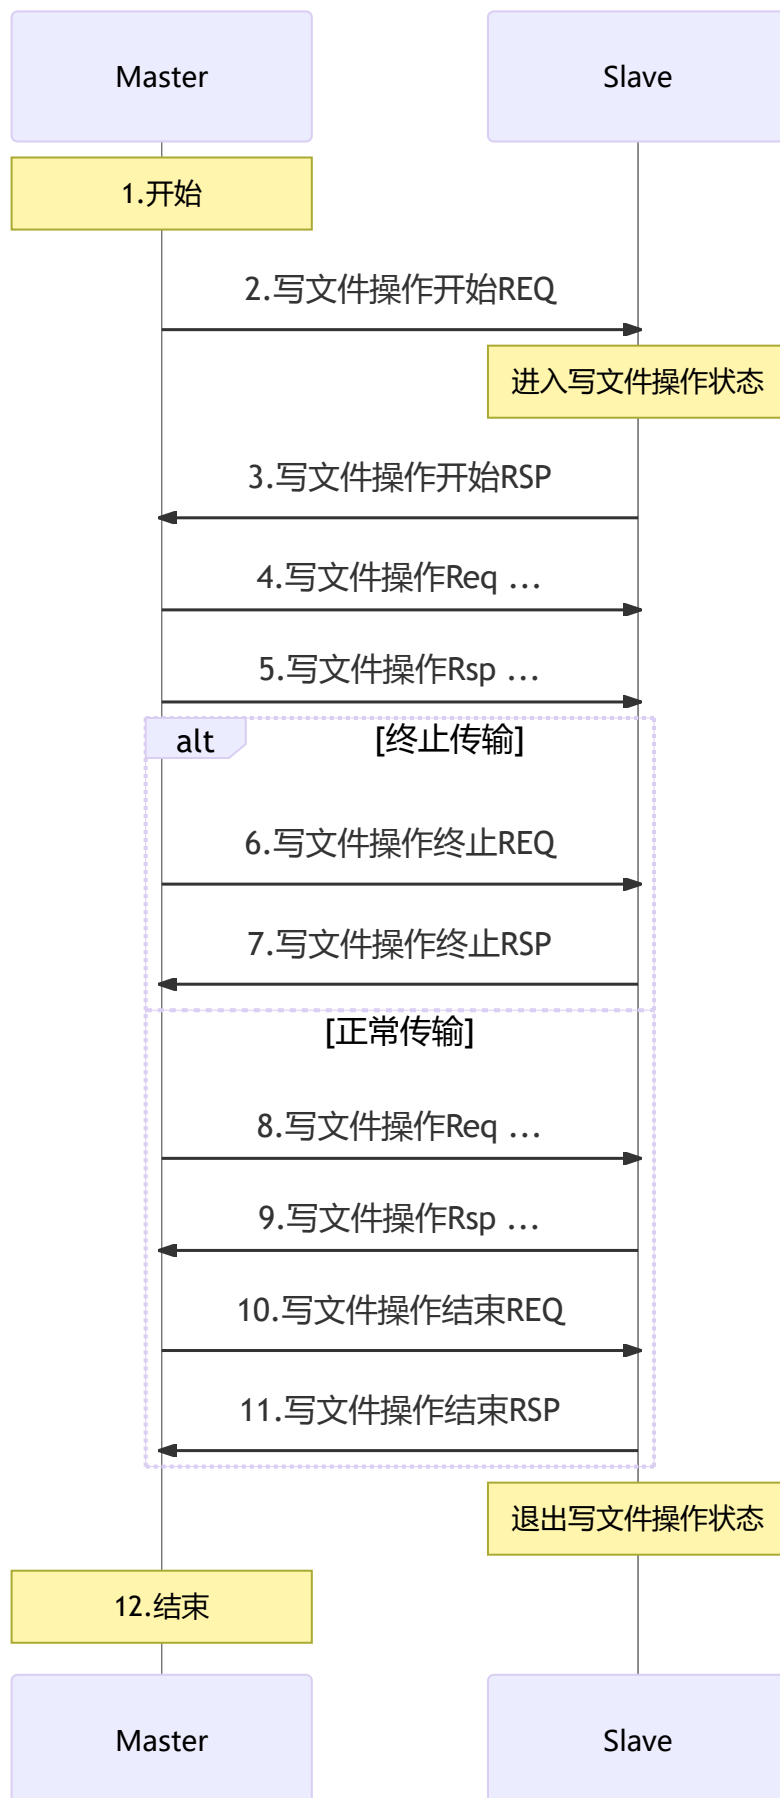 Master
Slave
1.开始
2.写文件操作开始REQ
进入写文件操作状态
3.写文件操作开始RSP
4.写文件操作Req ...
5.写文件操作Rsp ...
alt
[终止传输]
6.写文件操作终止REQ
7.写文件操作终止RSP
[正常传输]
8.写文件操作Req ...
9.写文件操作Rsp ...
10.写文件操作结束REQ
11.写文件操作结束RSP
退出写文件操作状态
12.结束
Master
Slave